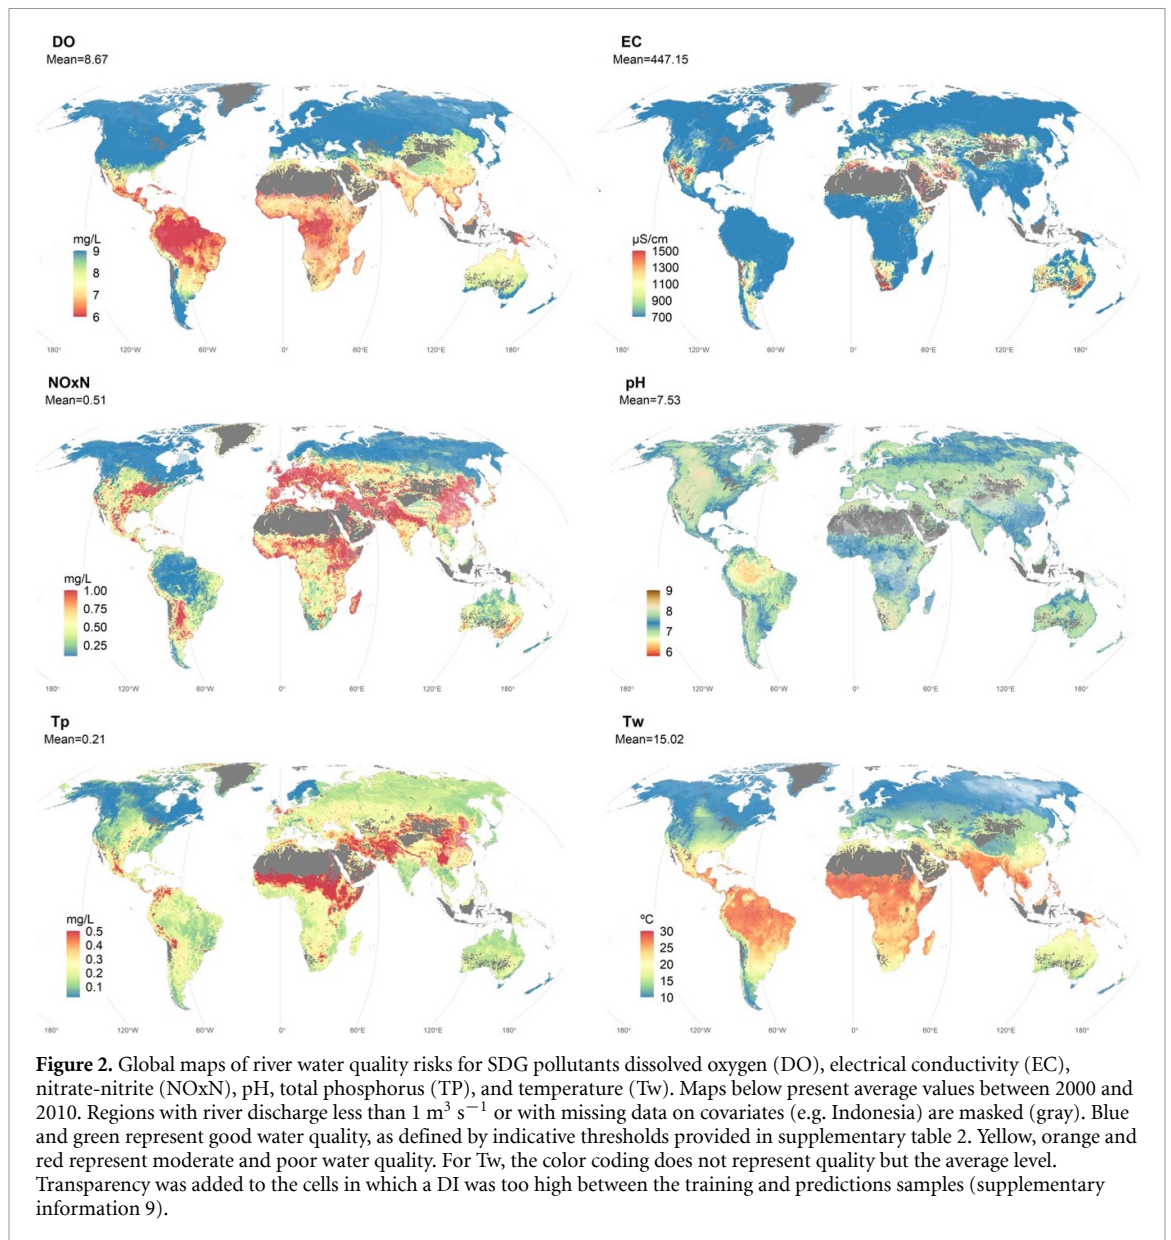 DO
Mean=8.67
mg/L
9
8
7
6
180°
120°W
60°W
0°
60°E
120°E
180°
EC
Mean=447.15
µS/cm
1500
1300
1100
900
700
180°
120°W
60°W
0°
60°E
120°E
180°
NOxN
Mean=0.51
mg/L
1.00
0.75
0.50
0.25
180°
120°W
60°W
0°
60°E
120°E
180°
pH
Mean=7.53
9
8
7
6
180°
120°W
60°W
0°
60°E
120°E
180°
Tp
Mean=0.21
mg/L
0.5
0.4
0.3
0.2
0.1
180°
120°W
60°W
0°
60°E
120°E
180°
Tw
Mean=15.02
ºC
30
25
20
15
10
180°
120°W
60°W
0°
60°E
120°E
180°
Figure 2. Global maps of river water quality risks for SDG pollutants dissolved oxygen (DO), electrical conductivity (EC),
nitrate-nitrite (NOxN), pH, total phosphorus (TP), and temperature (Tw). Maps below present average values between 2000 and
2010. Regions with river discharge less than 1 m³ s⁻¹ or with missing data on covariates (e.g. Indonesia) are masked (gray). Blue
and green represent good water quality, as defined by indicative thresholds provided in supplementary table 2. Yellow, orange and
red represent moderate and poor water quality. For Tw, the color coding does not represent quality but the average level.
Transparency was added to the cells in which a DI was too high between the training and predictions samples (supplementary
information 9).